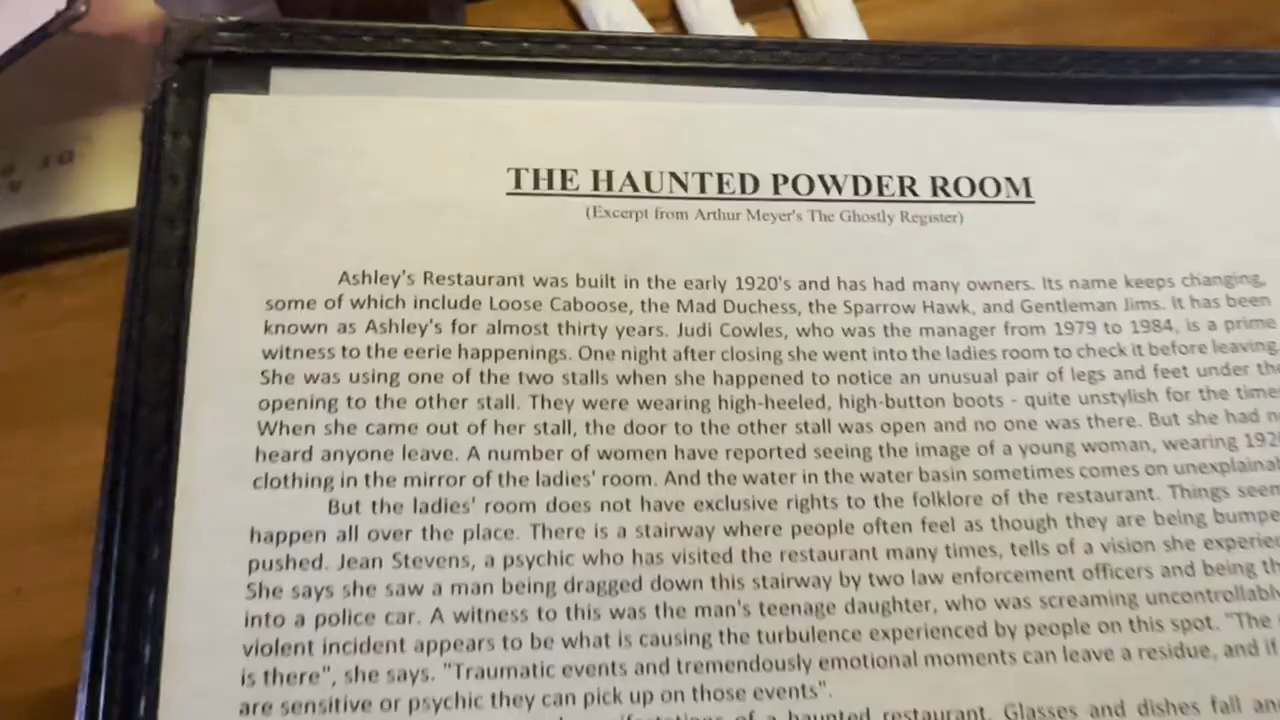 THE HAUNTED POWDER ROOM
(Excerpt from Arthur Meyer's The Ghostly Register)
Ashley's Restaurant was built in the early 1920's and has had many owners. Its name keeps changing,
some of which include Loose Caboose, the Mad Duchess, the Sparrow Hawk, and Gentleman Jims. It has been
known as Ashley's for almost thirty years. Judi Cowles, who was the manager from 1979 to 1984, is a prime
witness to the eerie happenings. One night after closing she went into the ladies room to check it before leaving.
She was using one of the two stalls when she happened to notice an unusual pair of legs and feet under the
opening to the other stall. They were wearing high-heeled, high-button boots - quite unstylish for the time
When she came out of her stall, the door to the other stall was open and no one was there. But she had
heard anyone leave. A number of women have reported seeing the image of a young woman, wearing 192
clothing in the mirror of the ladies' room. And the water in the water basin sometimes comes on
But the ladies' room does not have exclusive rights to the folklore of the restaurant. Things
happen all over the place. There is a stairway where people often feel as though they are being
pushed. Jean Stevens, a psychic who has visited the restaurant many times, tells of a vision she
She says she saw a man being dragged down this stairway by two law enforcement officers and being
into a police car. A witness to this was the man's teenage daughter, who was screaming uncontrollably
violent incident appears to be what is causing the turbulence experienced by people on this spot. "The
is there", she says. "Traumatic events and tremendously emotional moments can leave a residue, and if
are sensitive or psychic they can pick up on those events".
of a haunted restaurant. Glasses and dishes fall